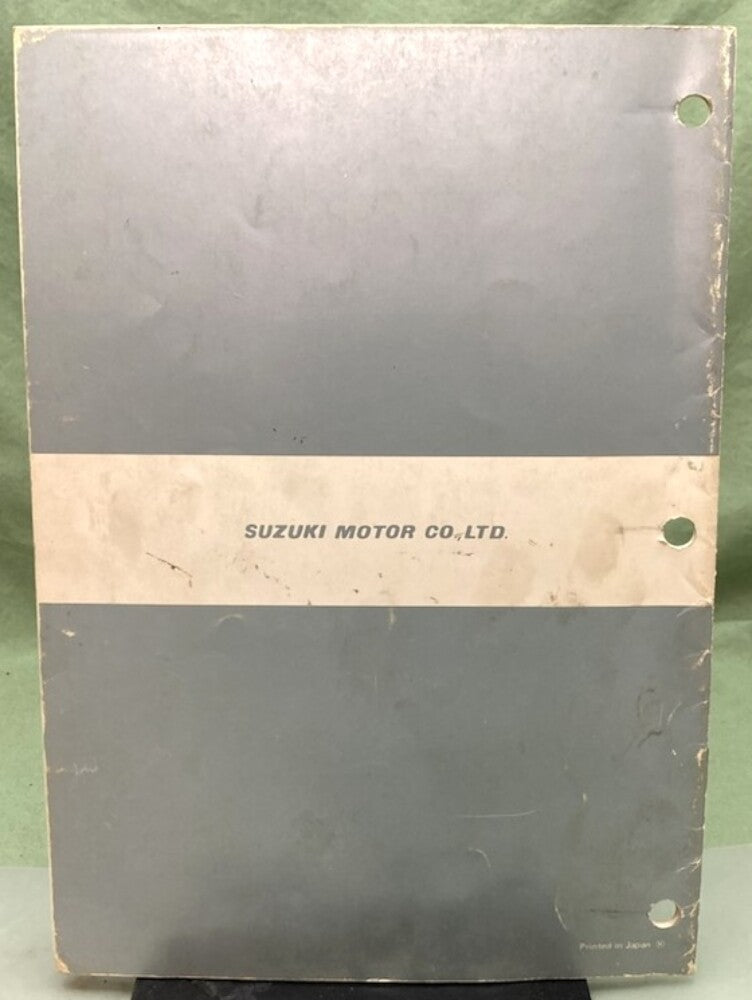 SUZUKI MOTOR CO.,LTD.
Printed in Japan Ⓗ